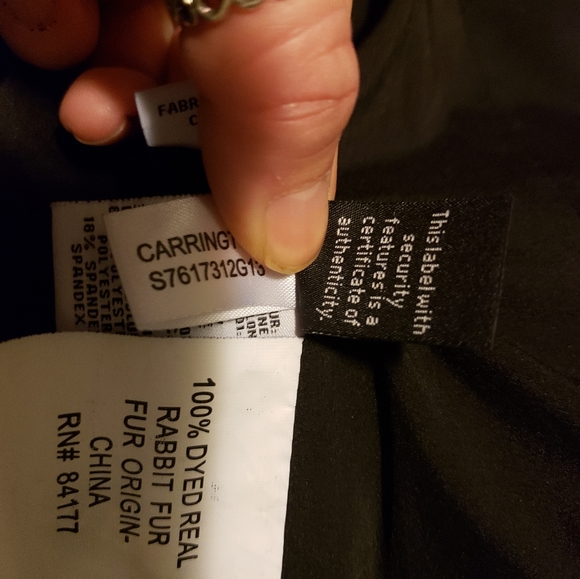 FABR
C
CARRINGT
S7617312G13
This label with
security
features is a
certificate of
authenticity.
18% SPANDE
POLYESTER
SPANDEX
100% DYED REAL
RABBIT FUR
FUR ORIGIN-
CHINA
RN# 84177